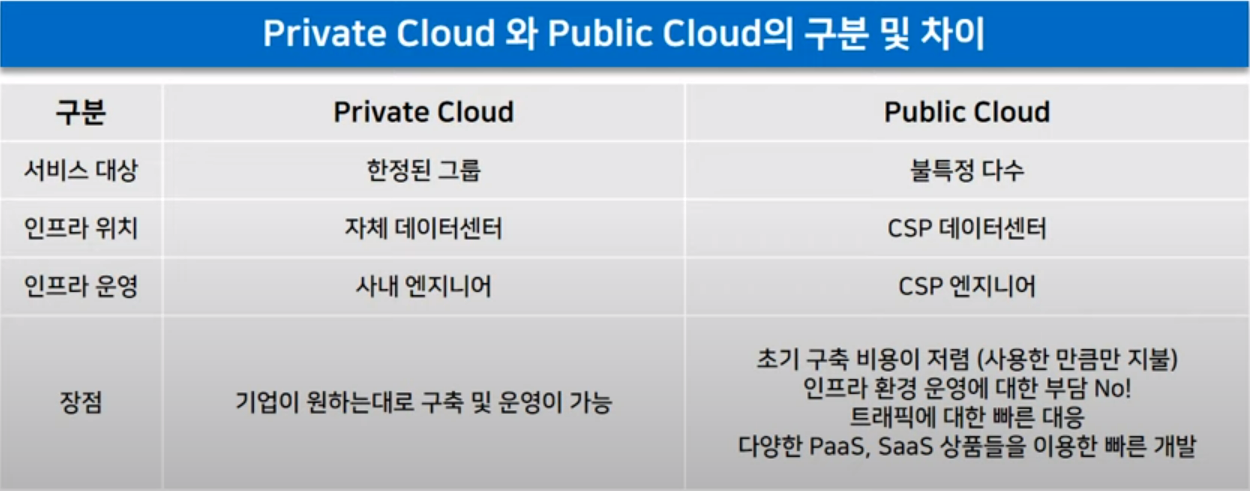 Private Cloud 와 Public Cloud의 구분 및 차이
구분 Private Cloud Public Cloud
서비스 대상 한정된 그룹 불특정 다수
인프라 위치 자체 데이터센터 CSP 데이터센터
인프라 운영 사내 엔지니어 CSP 엔지니어
장점 기업이 원하는대로 구축 및 운영이 가능
초기 구축 비용이 저렴 (사용한 만큼만 지불)
인프라 환경 운영에 대한 부담 No!
트래픽에 대한 빠른 대응
다양한 PaaS, SaaS 상품들을 이용한 빠른 개발